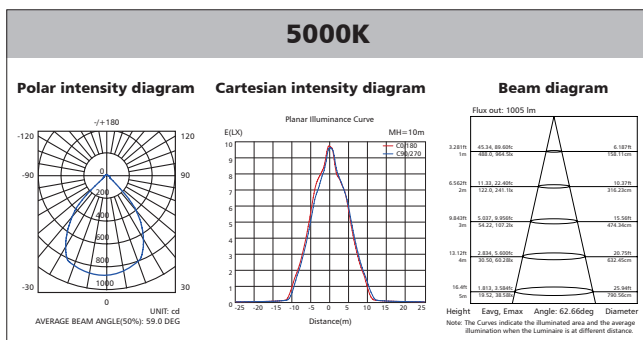 5000K
Polar intensity diagram
-/+180
-120
120
-90
90
0
200
400
600
800
1000
-30
30
0
UNIT: cd
AVERAGE BEAM ANGLE(50%): 59.0 DEG
Cartesian intensity diagram
Planar Illuminance Curve
E(LX)
MH=10m
C0/180
C90/270
10
9
8
7
6
5
4
3
2
1
0
-25 -20 -15 -10 -5 0 5 10 15 20 25
Distance(m)
Beam diagram
Flux out: 1005 lm
3.281ft 45.34, 89.60fc 6.187ft
1m 488.0, 964.5lx 158.11cm
6.562ft 11.33, 22.40fc 10.37ft
2m 122.0, 241.1lx 316.23cm
9.843ft 5.037, 9.956fc 15.56ft
3m 54.22, 107.2lx 474.34cm
13.12ft 2.834, 5.600fc 20.75ft
4m 30.50, 60.28lx 632.45cm
16.4ft 1.813, 3.584fc 25.94ft
5m 19.52, 38.58lx 790.56cm
Height Eavg, Emax Angle: 62.66deg Diameter
Note: The Curves indicate the illuminated area and the average
illumination when the Luminaire is at different distance.